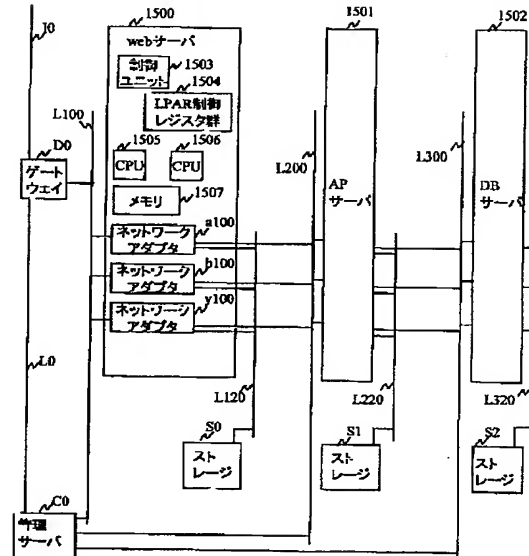 I0
1500
1501
1502
webサーバ
制御
ユニット
1503
1504
LPAR制御
レジスタ群
L100
1505
1506
CPU
CPU
D0
ゲート
ウェイ
メモリ
1507
L200
L300
AP
サーバ
DB
サーバ
ネットワーク
アダプタ
a100
ネットワーク
アダプタ
b100
ネットワーク
アダプタ
y100
L0
L120
L220
L320
S0
スト
レージ
S1
スト
レージ
S2
スト
レージ
C0
管理
サーバ